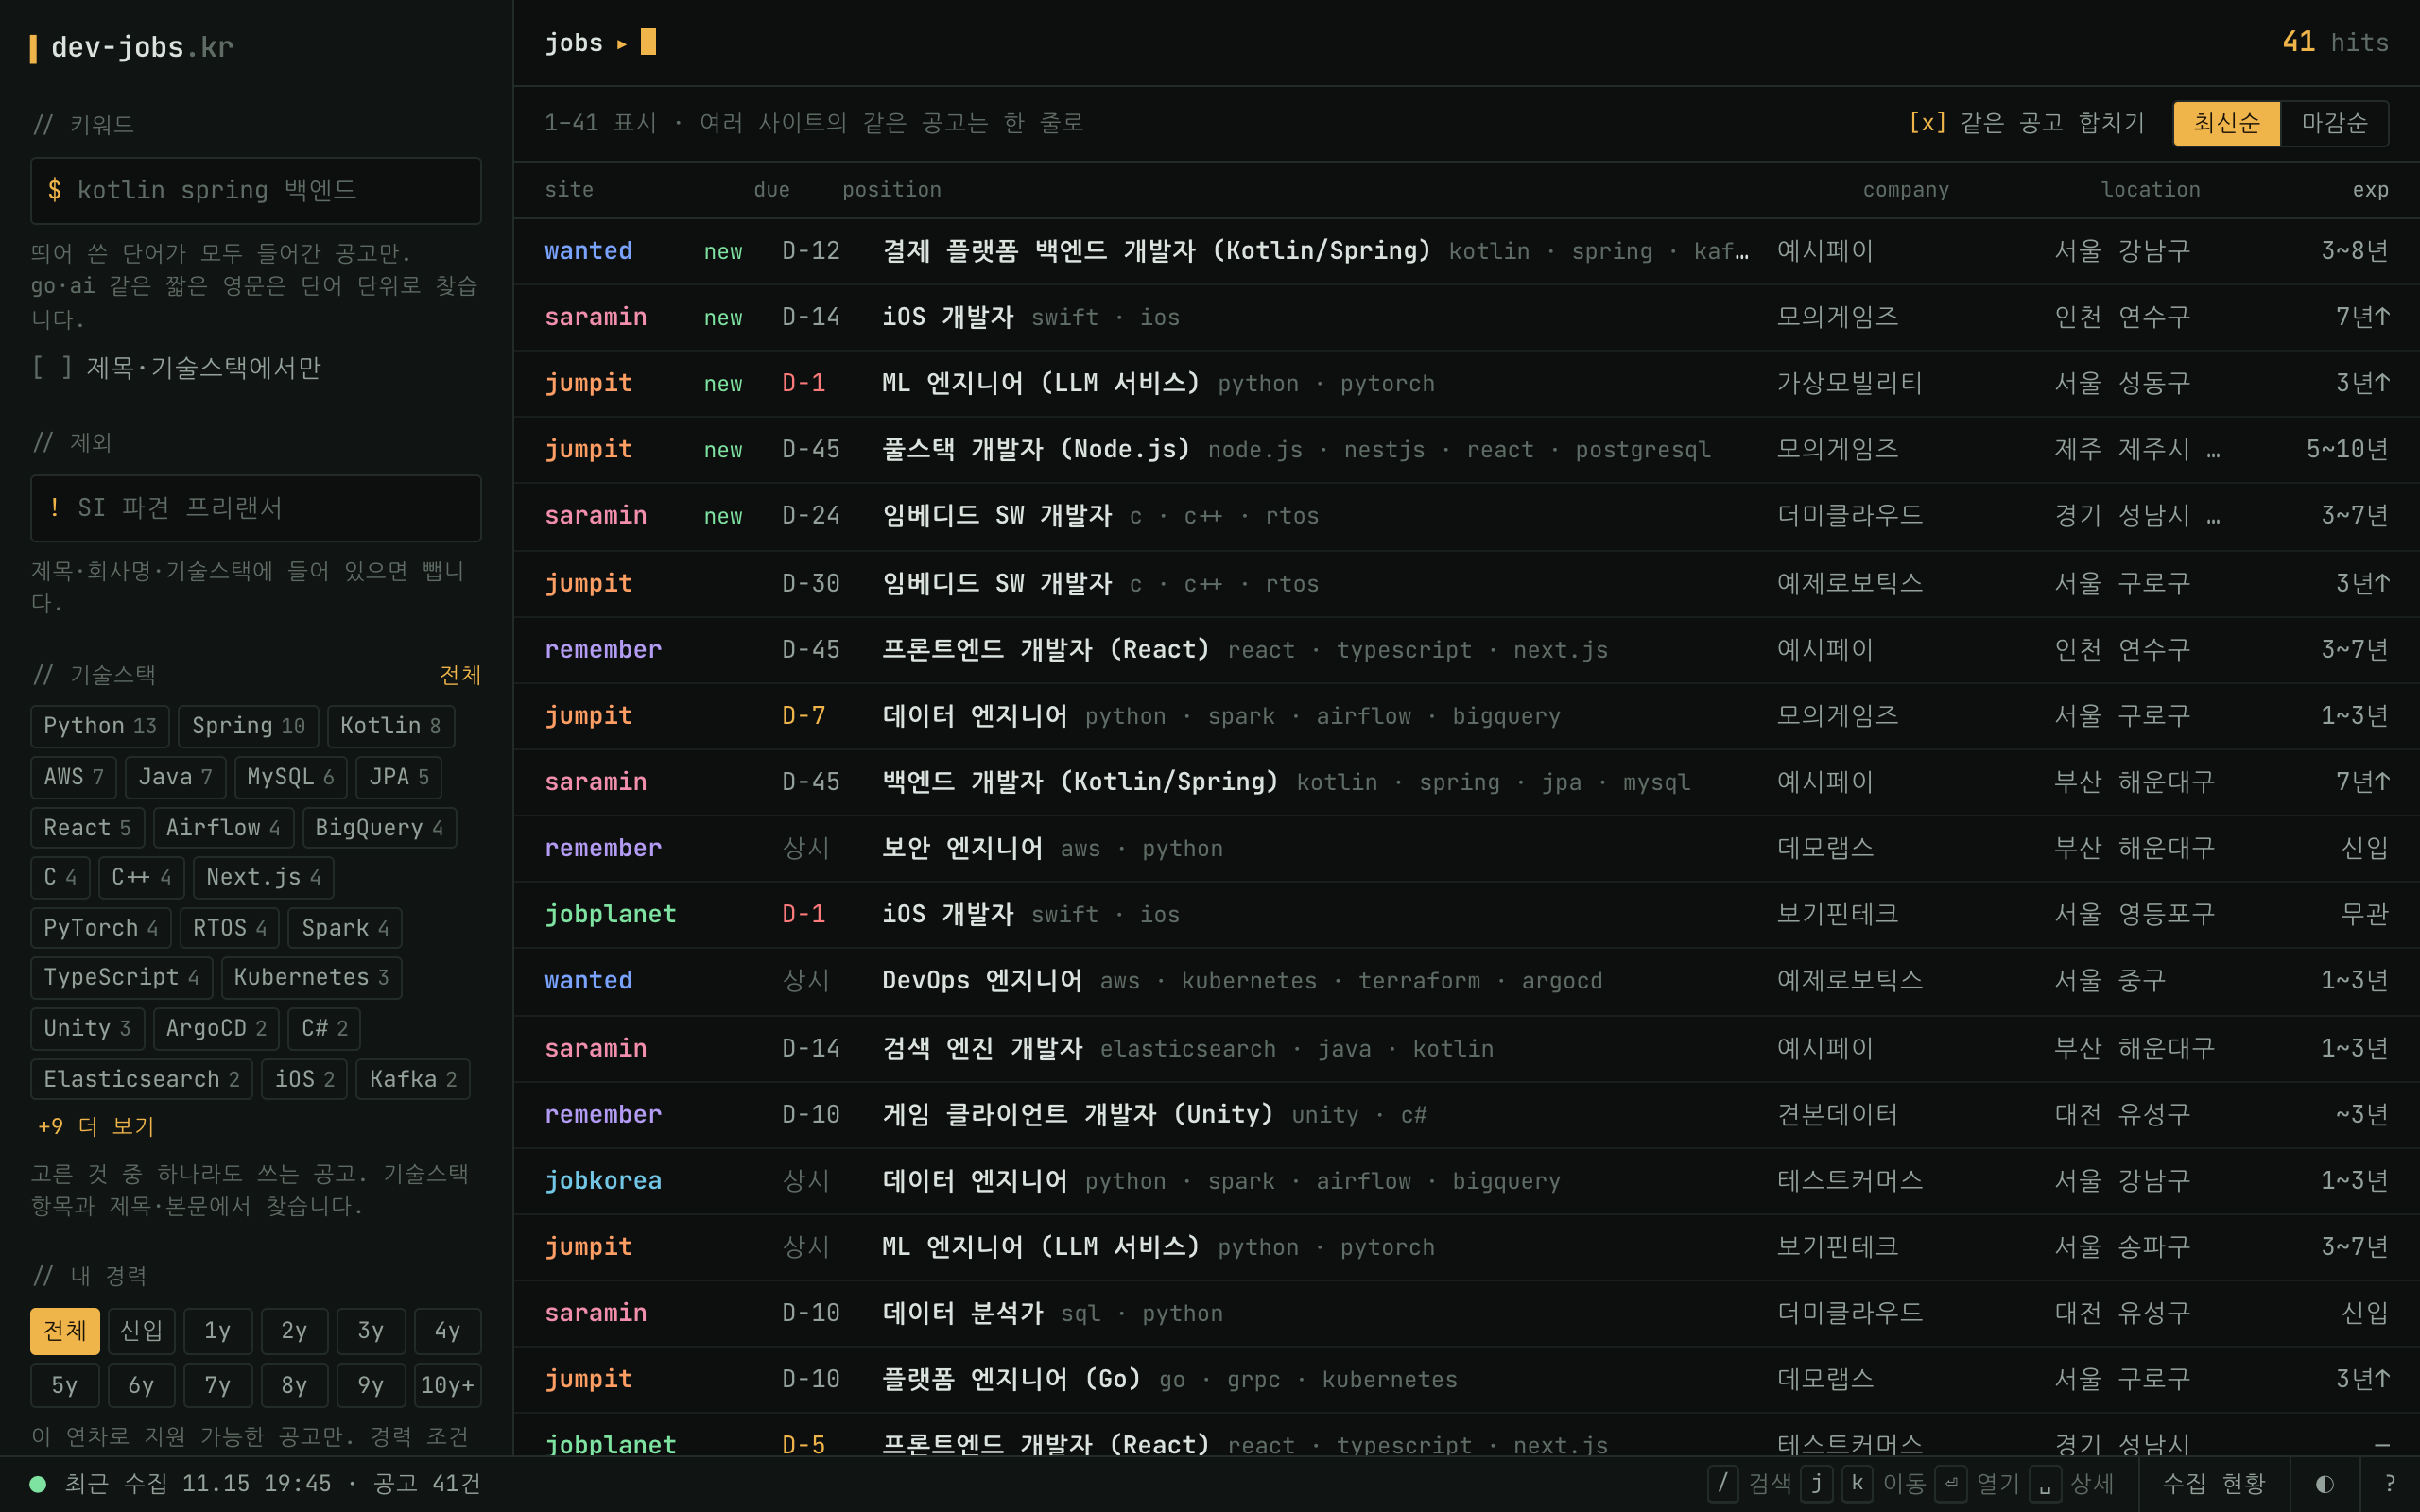 dev-jobs.kr
// 키워드
$ kotlin spring 백엔드
띄어 쓴 단어가 모두 들어간 공고만.
go·ai 같은 짧은 영문은 단어 단위로 찾습
니다.
[ ] 제목·기술스택에서만
// 제외
! SI 파견 프리랜서
제목·회사명·기술스택에 들어 있으면 뺍니
다.
// 기술스택 전체
Python 13 Spring 10 Kotlin 8
AWS 7 Java 7 MySQL 6 JPA 5
React 5 Airflow 4 BigQuery 4
C 4 C++ 4 Next.js 4
PyTorch 4 RTOS 4 Spark 4
TypeScript 4 Kubernetes 3
Unity 3 ArgoCD 2 C# 2
Elasticsearch 2 iOS 2 Kafka 2
+9 더 보기
고른 것 중 하나라도 쓰는 공고. 기술스택
항목과 제목·본문에서 찾습니다.
// 내 경력
전체 신입 1y 2y 3y 4y
5y 6y 7y 8y 9y 10y+
이 연차로 지원 가능한 공고만. 경력 조건
jobs ▸
41 hits
1–41 표시 · 여러 사이트의 같은 공고는 한 줄로
[x] 같은 공고 합치기 최신순 마감순
site due position company location exp
wanted new D-12 결제 플랫폼 백엔드 개발자 (Kotlin/Spring) kotlin · spring · kaf… 예시페이 서울 강남구 3~8년
saramin new D-14 iOS 개발자 swift · ios 모의게임즈 인천 연수구 7년↑
jumpit new D-1 ML 엔지니어 (LLM 서비스) python · pytorch 가상모빌리티 서울 성동구 3년↑
jumpit new D-45 풀스택 개발자 (Node.js) node.js · nestjs · react · postgresql 모의게임즈 제주 제주시 … 5~10년
saramin new D-24 임베디드 SW 개발자 c · c++ · rtos 더미클라우드 경기 성남시 … 3~7년
jumpit D-30 임베디드 SW 개발자 c · c++ · rtos 예제로보틱스 서울 구로구 3년↑
remember D-45 프론트엔드 개발자 (React) react · typescript · next.js 예시페이 인천 연수구 3~7년
jumpit D-7 데이터 엔지니어 python · spark · airflow · bigquery 모의게임즈 서울 구로구 1~3년
saramin D-45 백엔드 개발자 (Kotlin/Spring) kotlin · spring · jpa · mysql 예시페이 부산 해운대구 7년↑
remember 상시 보안 엔지니어 aws · python 데모랩스 부산 해운대구 신입
jobplanet D-1 iOS 개발자 swift · ios 보기핀테크 서울 영등포구 무관
wanted 상시 DevOps 엔지니어 aws · kubernetes · terraform · argocd 예제로보틱스 서울 중구 1~3년
saramin D-14 검색 엔진 개발자 elasticsearch · java · kotlin 예시페이 부산 해운대구 1~3년
remember D-10 게임 클라이언트 개발자 (Unity) unity · c# 견본데이터 대전 유성구 ~3년
jobkorea 상시 데이터 엔지니어 python · spark · airflow · bigquery 테스트커머스 서울 강남구 1~3년
jumpit 상시 ML 엔지니어 (LLM 서비스) python · pytorch 보기핀테크 서울 송파구 3~7년
saramin D-10 데이터 분석가 sql · python 더미클라우드 대전 유성구 신입
jumpit D-10 플랫폼 엔지니어 (Go) go · grpc · kubernetes 데모랩스 서울 구로구 3년↑
jobplanet D-5 프론트엔드 개발자 (React) react · typescript · next.js 테스트커머스 경기 성남시 —
최근 수집 11.15 19:45 · 공고 41건
/ 검색 j k 이동 ⏎ 열기 ␣ 상세 수집 현황 ◐ ?